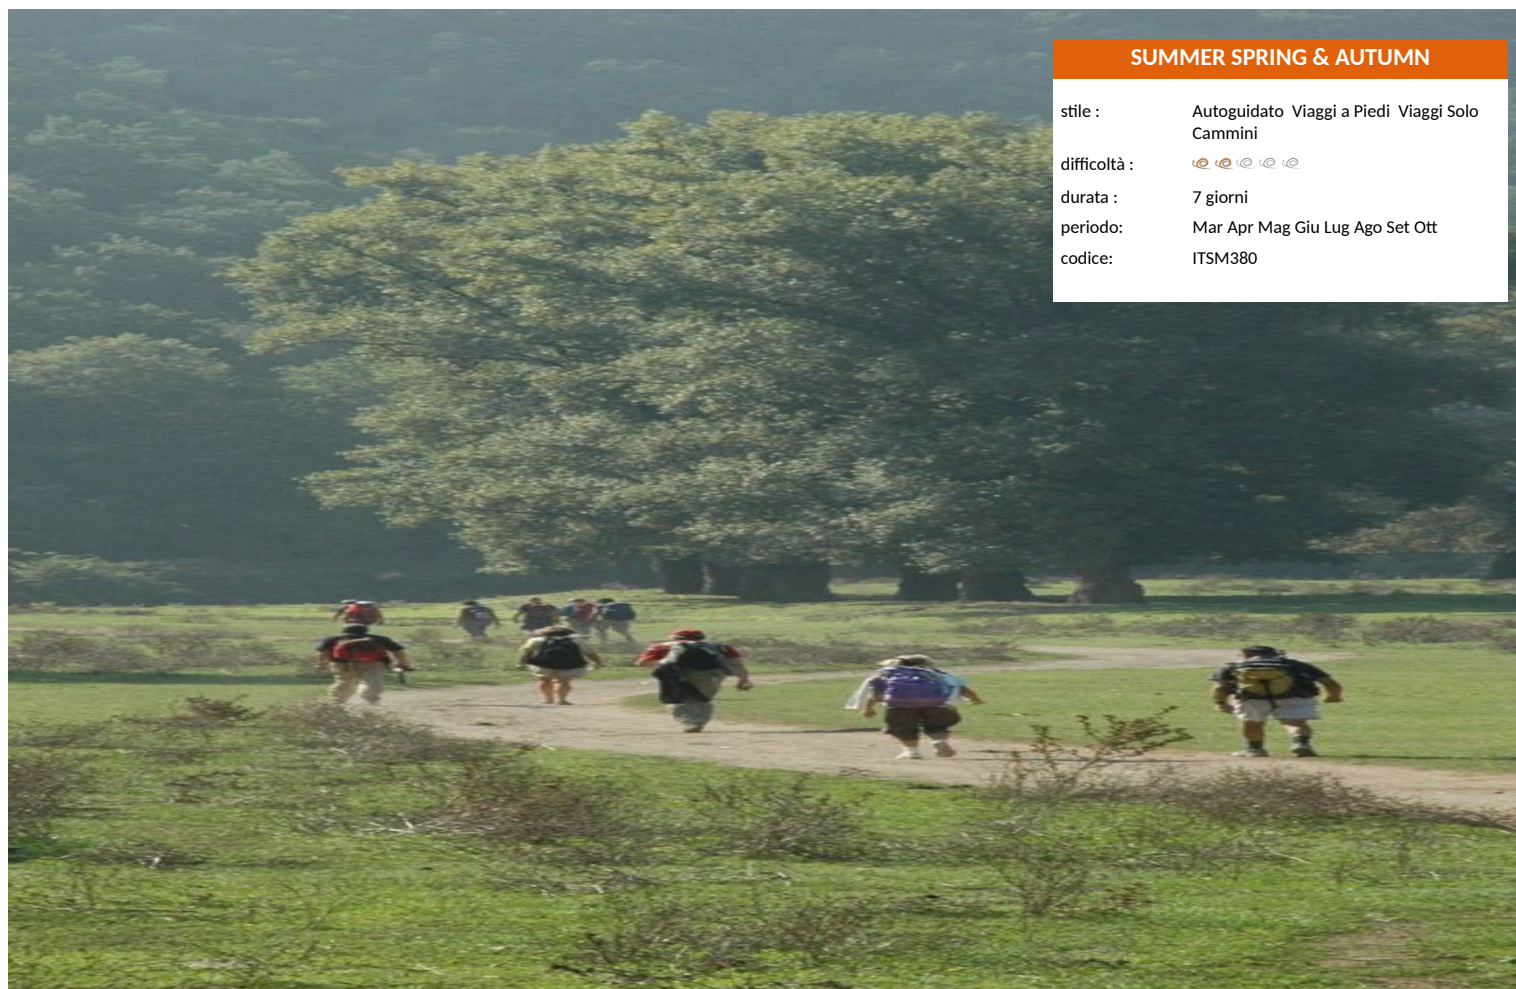 SUMMER SPRING & AUTUMN
stile : Autoguidato Viaggi a Piedi Viaggi Solo
Cammini
difficoltà :
durata : 7 giorni
periodo: Mar Apr Mag Giu Lug Ago Set Ott
codice: ITSM380